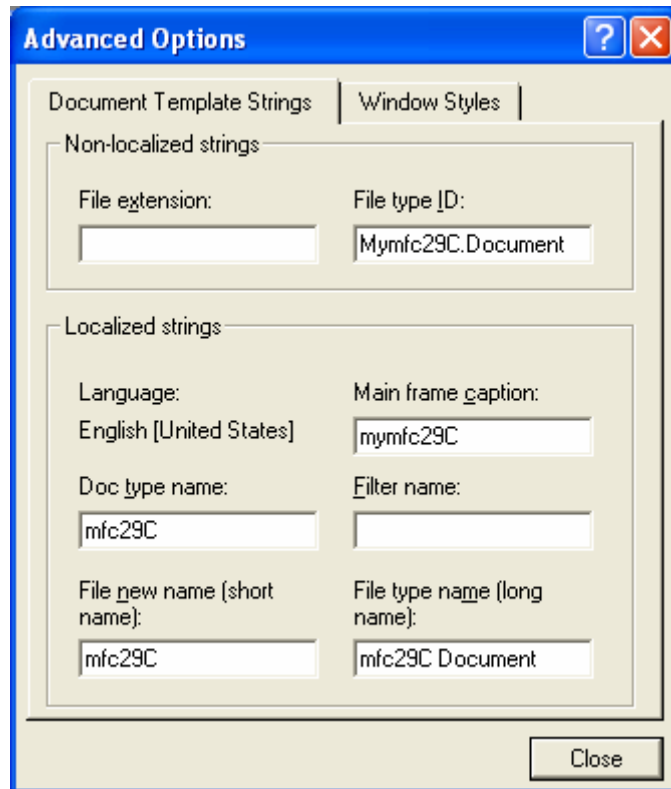 Advanced Options
Document Template Strings
Window Styles
Non-localized strings
File extension:
File type ID:
Mymfc29C.Document
Localized strings
Language:
Main frame caption:
English [United States]
mymfc29C
Doc type name:
Filter name:
mfc29C
File new name (short
name):
File type name (long
name):
mfc29C
mfc29C Document
Close